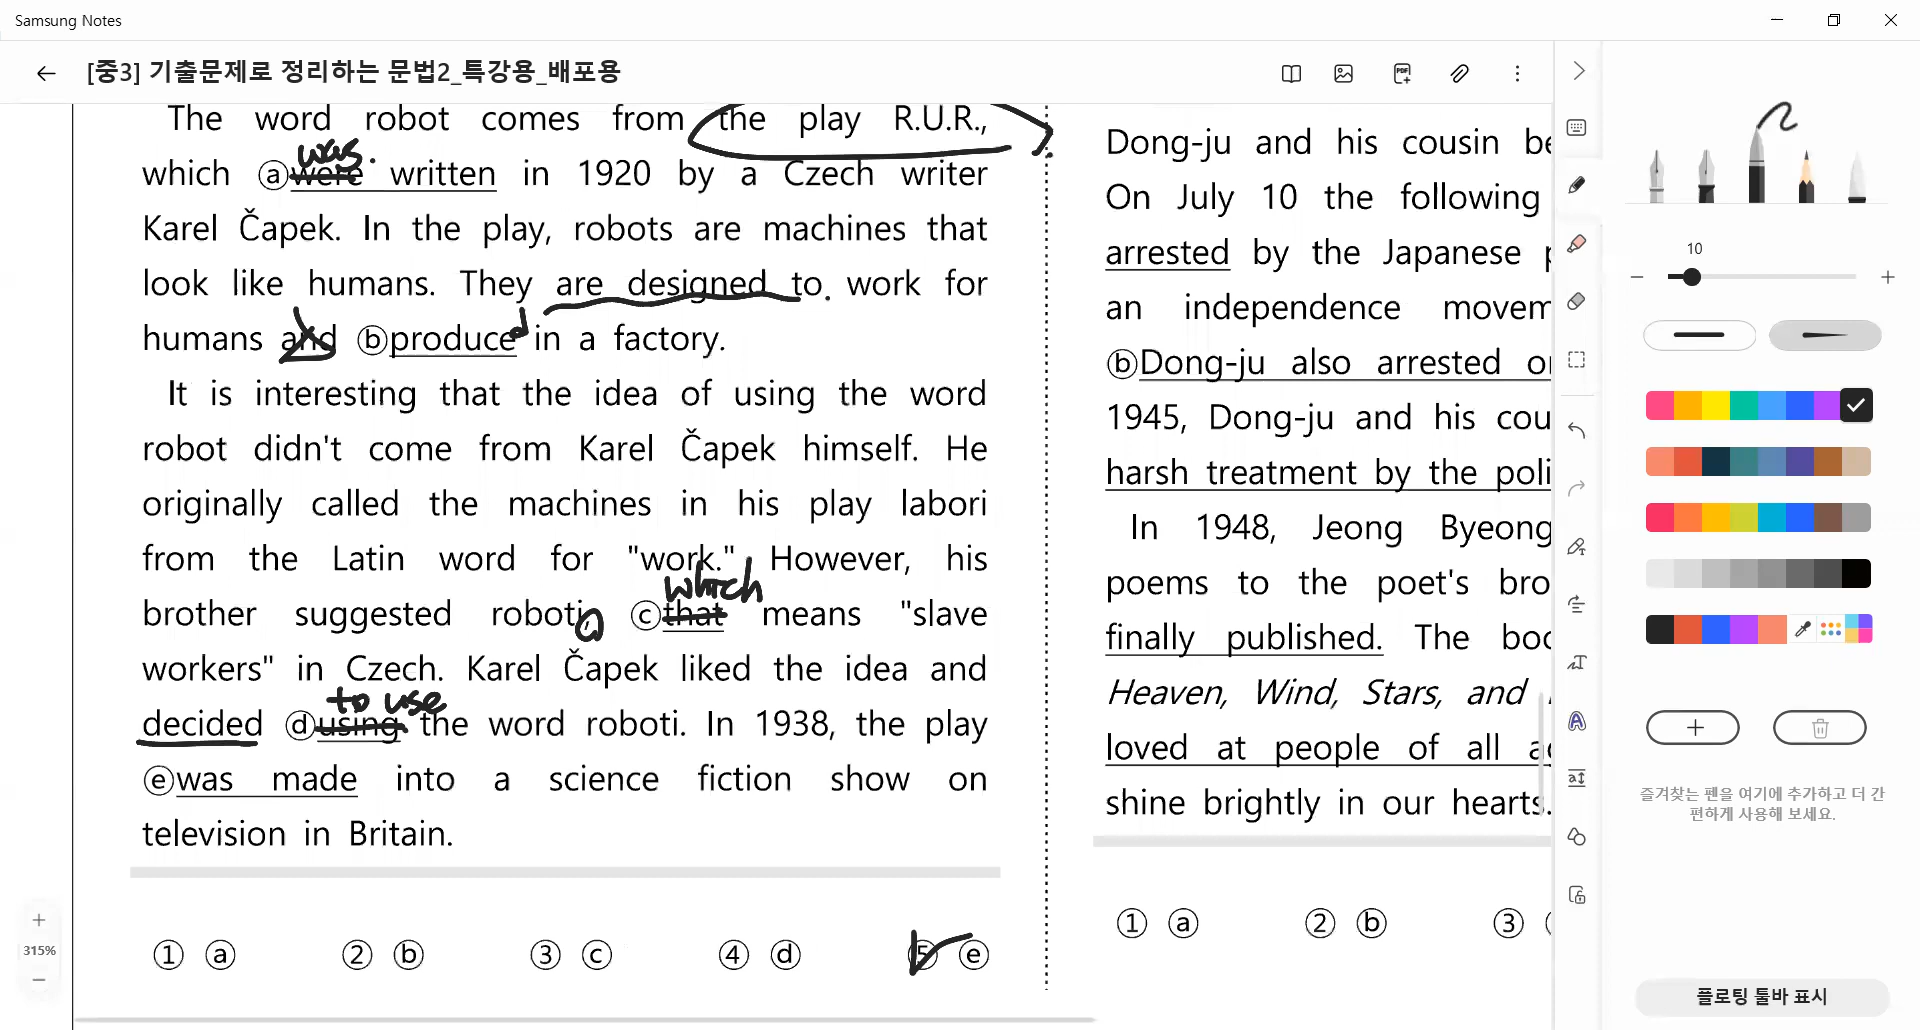 Samsung Notes
[중3] 기출문제로 정리하는 문법2_특강용_배포용
The word robot comes from the play R.U.R.,
was.
which ⓐwere written in 1920 by a Czech writer
Karel Čapek. In the play, robots are machines that
look like humans. They are designed to. work for
humans and ⓑproduced in a factory.
It is interesting that the idea of using the word
robot didn't come from Karel Čapek himself. He
originally called the machines in his play labori
from the Latin word for "work." However, his
which
brother suggested roboti, ⓒthat means "slave
workers" in Czech. Karel Čapek liked the idea and
to use
decided ⓓusing the word roboti. In 1938, the play
ⓔwas made into a science fiction show on
television in Britain.
① ⓐ ② ⓑ ③ ⓒ ④ ⓓ ⑤ ⓔ
Dong-ju and his cousin be
On July 10 the following
arrested by the Japanese p
an independence movem
ⓑDong-ju also arrested o
1945, Dong-ju and his cou
harsh treatment by the poli
In 1948, Jeong Byeong
poems to the poet's bro
finally published. The boo
Heaven, Wind, Stars, and
loved at people of all a
shine brightly in our hearts.
① ⓐ ② ⓑ ③
10
즐겨찾는 펜을 여기에 추가하고 더 간
편하게 사용해 보세요.
플로팅 툴바 표시
315%